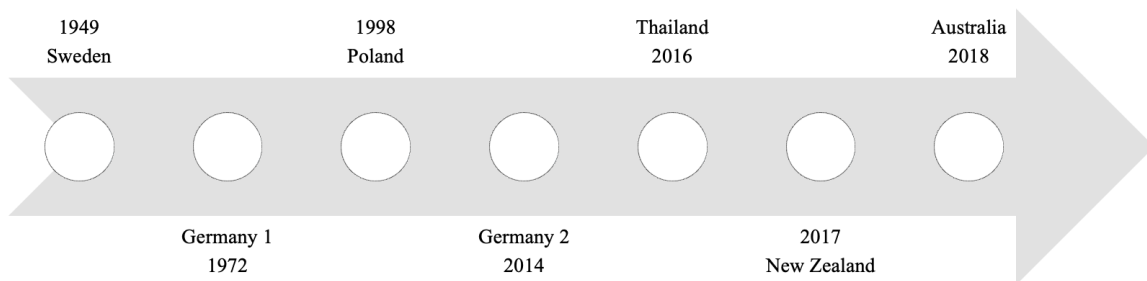 1949
Sweden
Germany 1
1972
1998
Poland
Germany 2
2014
Thailand
2016
2017
New Zealand
Australia
2018